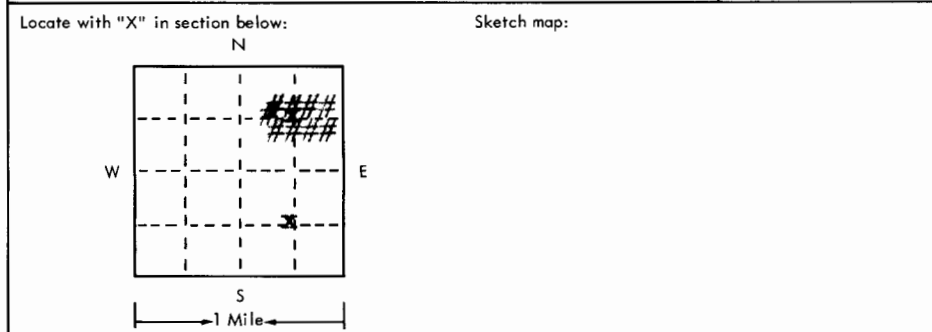 Locate with "X" in section below: Sketch map:
N
W E
X
S
1 Mile